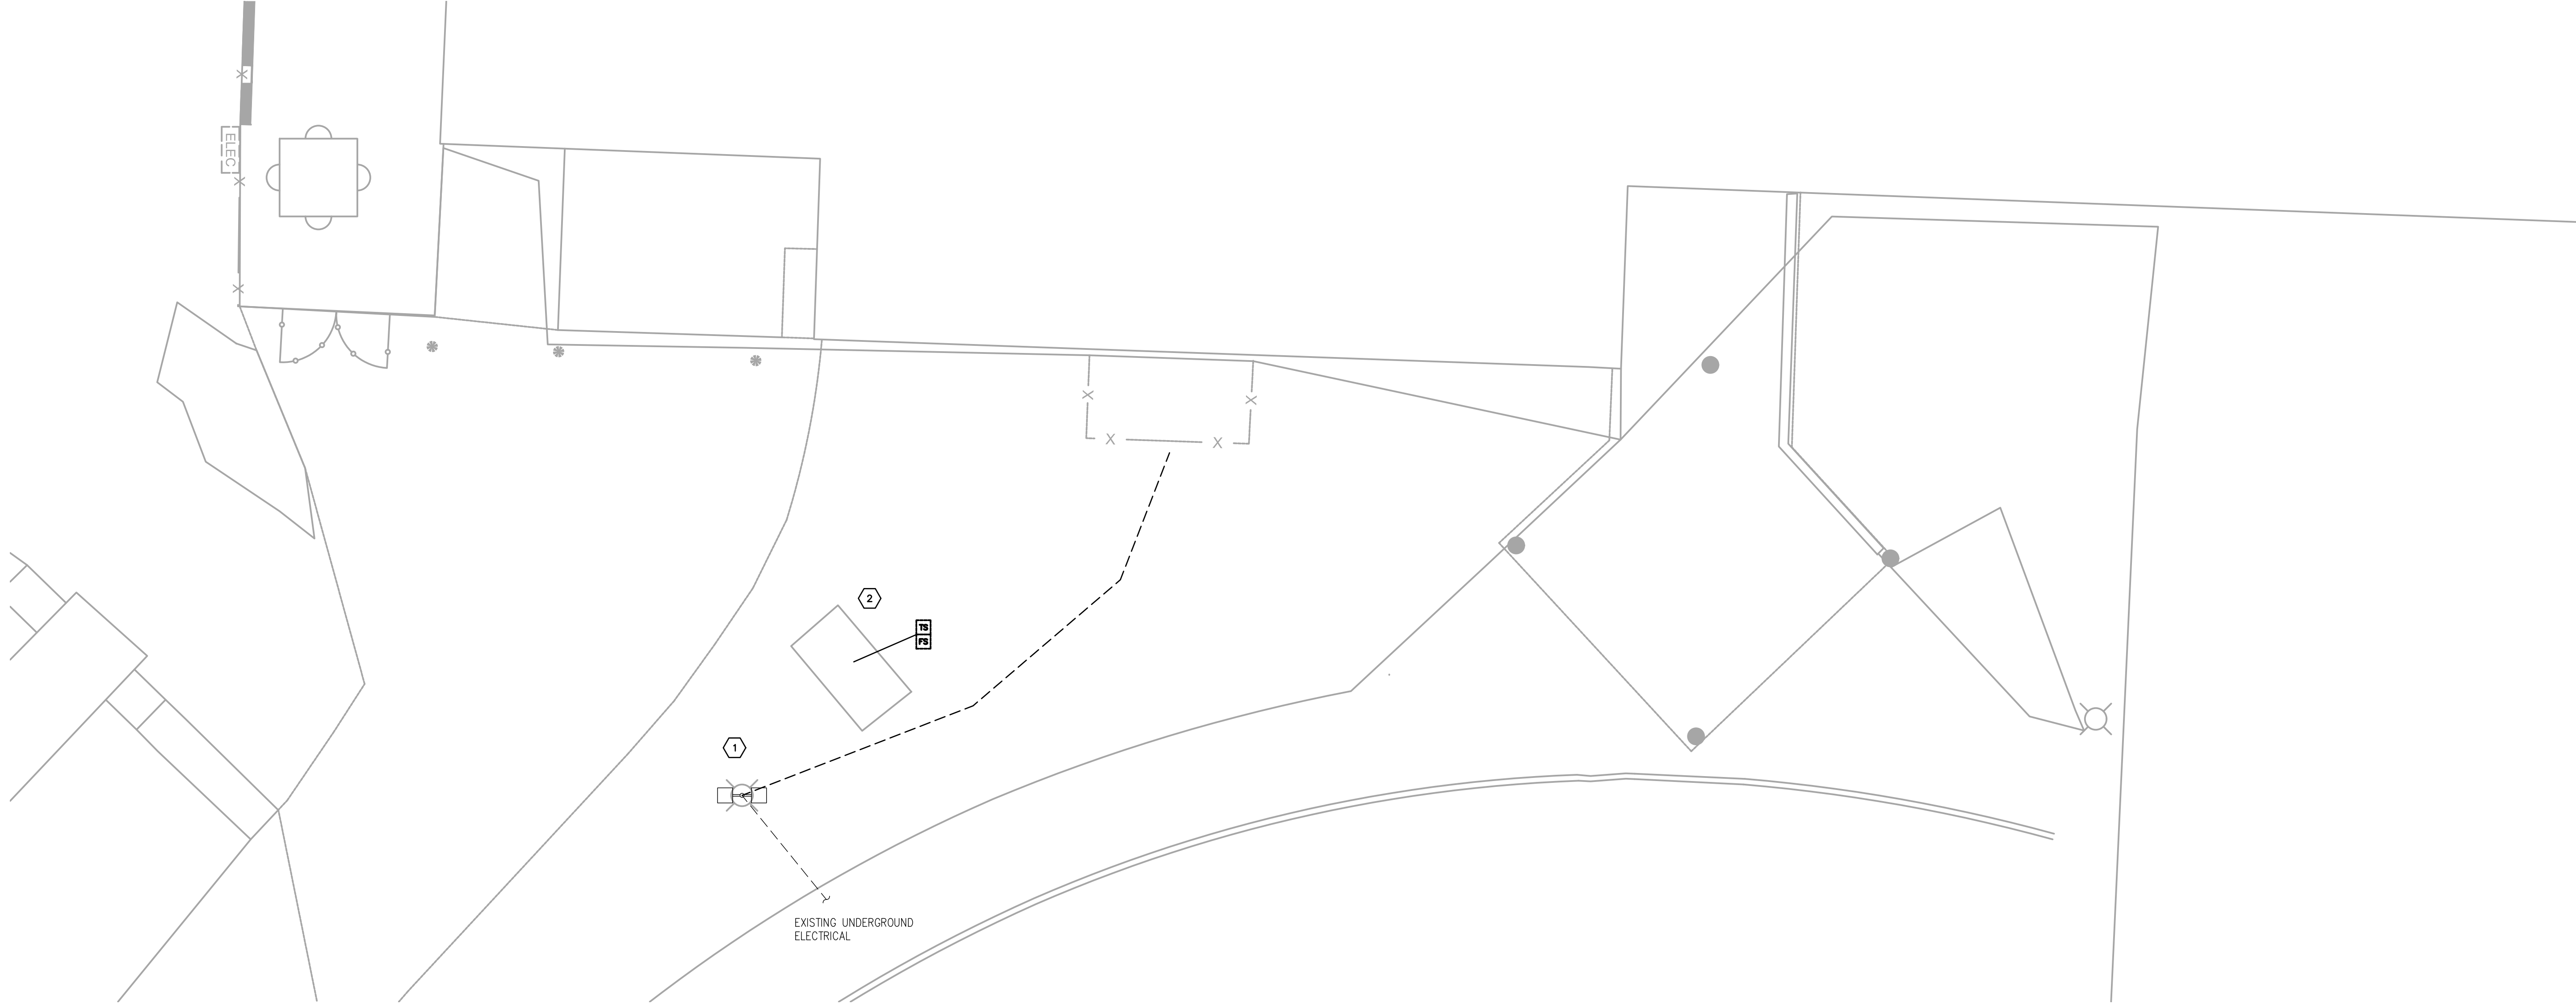 ELEC
X
X
X
X
2
TS
FS
1
EXISTING UNDERGROUND
ELECTRICAL